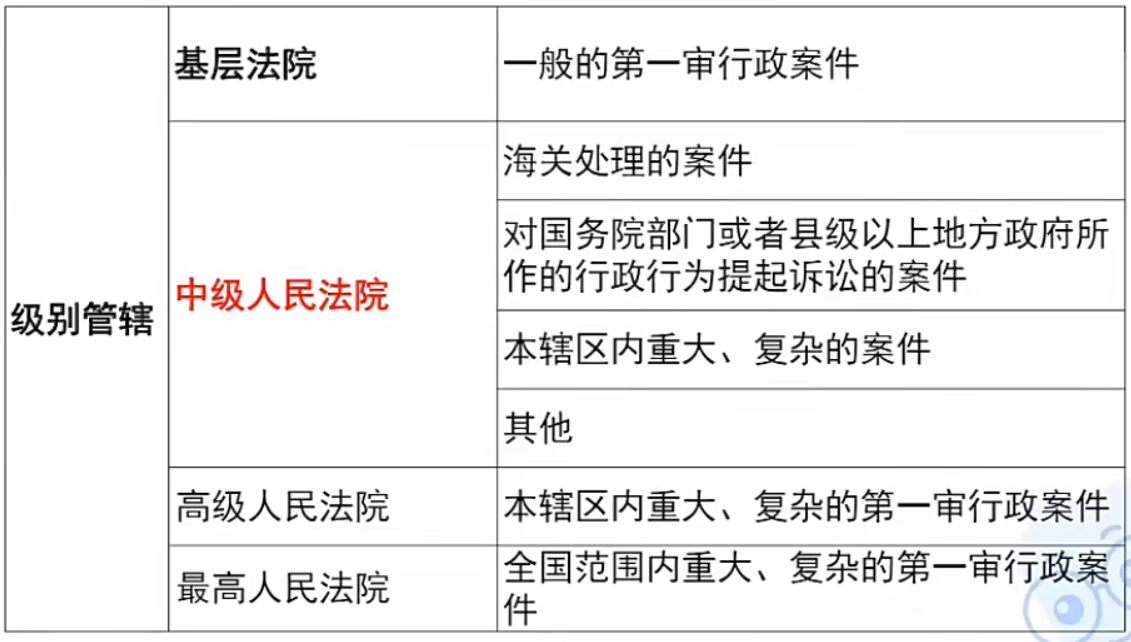 级别管辖
基层法院
一般的第一审行政案件
中级人民法院
海关处理的案件
对国务院部门或者县级以上地方政府所
作的行政行为提起诉讼的案件
本辖区内重大、复杂的案件
其他
高级人民法院
本辖区内重大、复杂的第一审行政案件
最高人民法院
全国范围内重大、复杂的第一审行政案
件